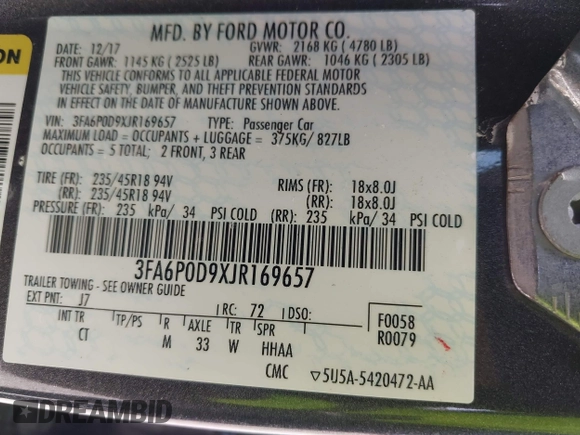 ON
MFD. BY FORD MOTOR CO.
DATE: 12/17 GVWR: 2168 KG ( 4780 LB)
FRONT GAWR: 1145 KG ( 2525 LB) REAR GAWR: 1046 KG ( 2305 LB)
THIS VEHICLE CONFORMS TO ALL APPLICABLE FEDERAL MOTOR
VEHICLE SAFETY, BUMPER, AND THEFT PREVENTION STANDARDS
IN EFFECT ON THE DATE OF MANUFACTURE SHOWN ABOVE.
VIN: 3FA6P0D9XJR169657 TYPE: Passenger Car
MAXIMUM LOAD = OCCUPANTS + LUGGAGE = 375KG/ 827LB
OCCUPANTS = 5 TOTAL; 2 FRONT, 3 REAR
TIRE (FR): 235/45R18 94V RIMS (FR): 18x8.0J
(RR): 235/45R18 94V (RR): 18x8.0J
PRESSURE (FR): 235 kPa/ 34 PSI COLD (RR): 235 kPa/ 34 PSI COLD
3FA6P0D9XJR169657
TRAILER TOWING - SEE OWNER GUIDE
EXT PNT: J7 RC: 72 DSO: F0058
INT TR TP/PS R AXLE TR SPR R0079
CT M 33 W HHAA
CMC ▽5U5A-5420472-AA
DREAMBID